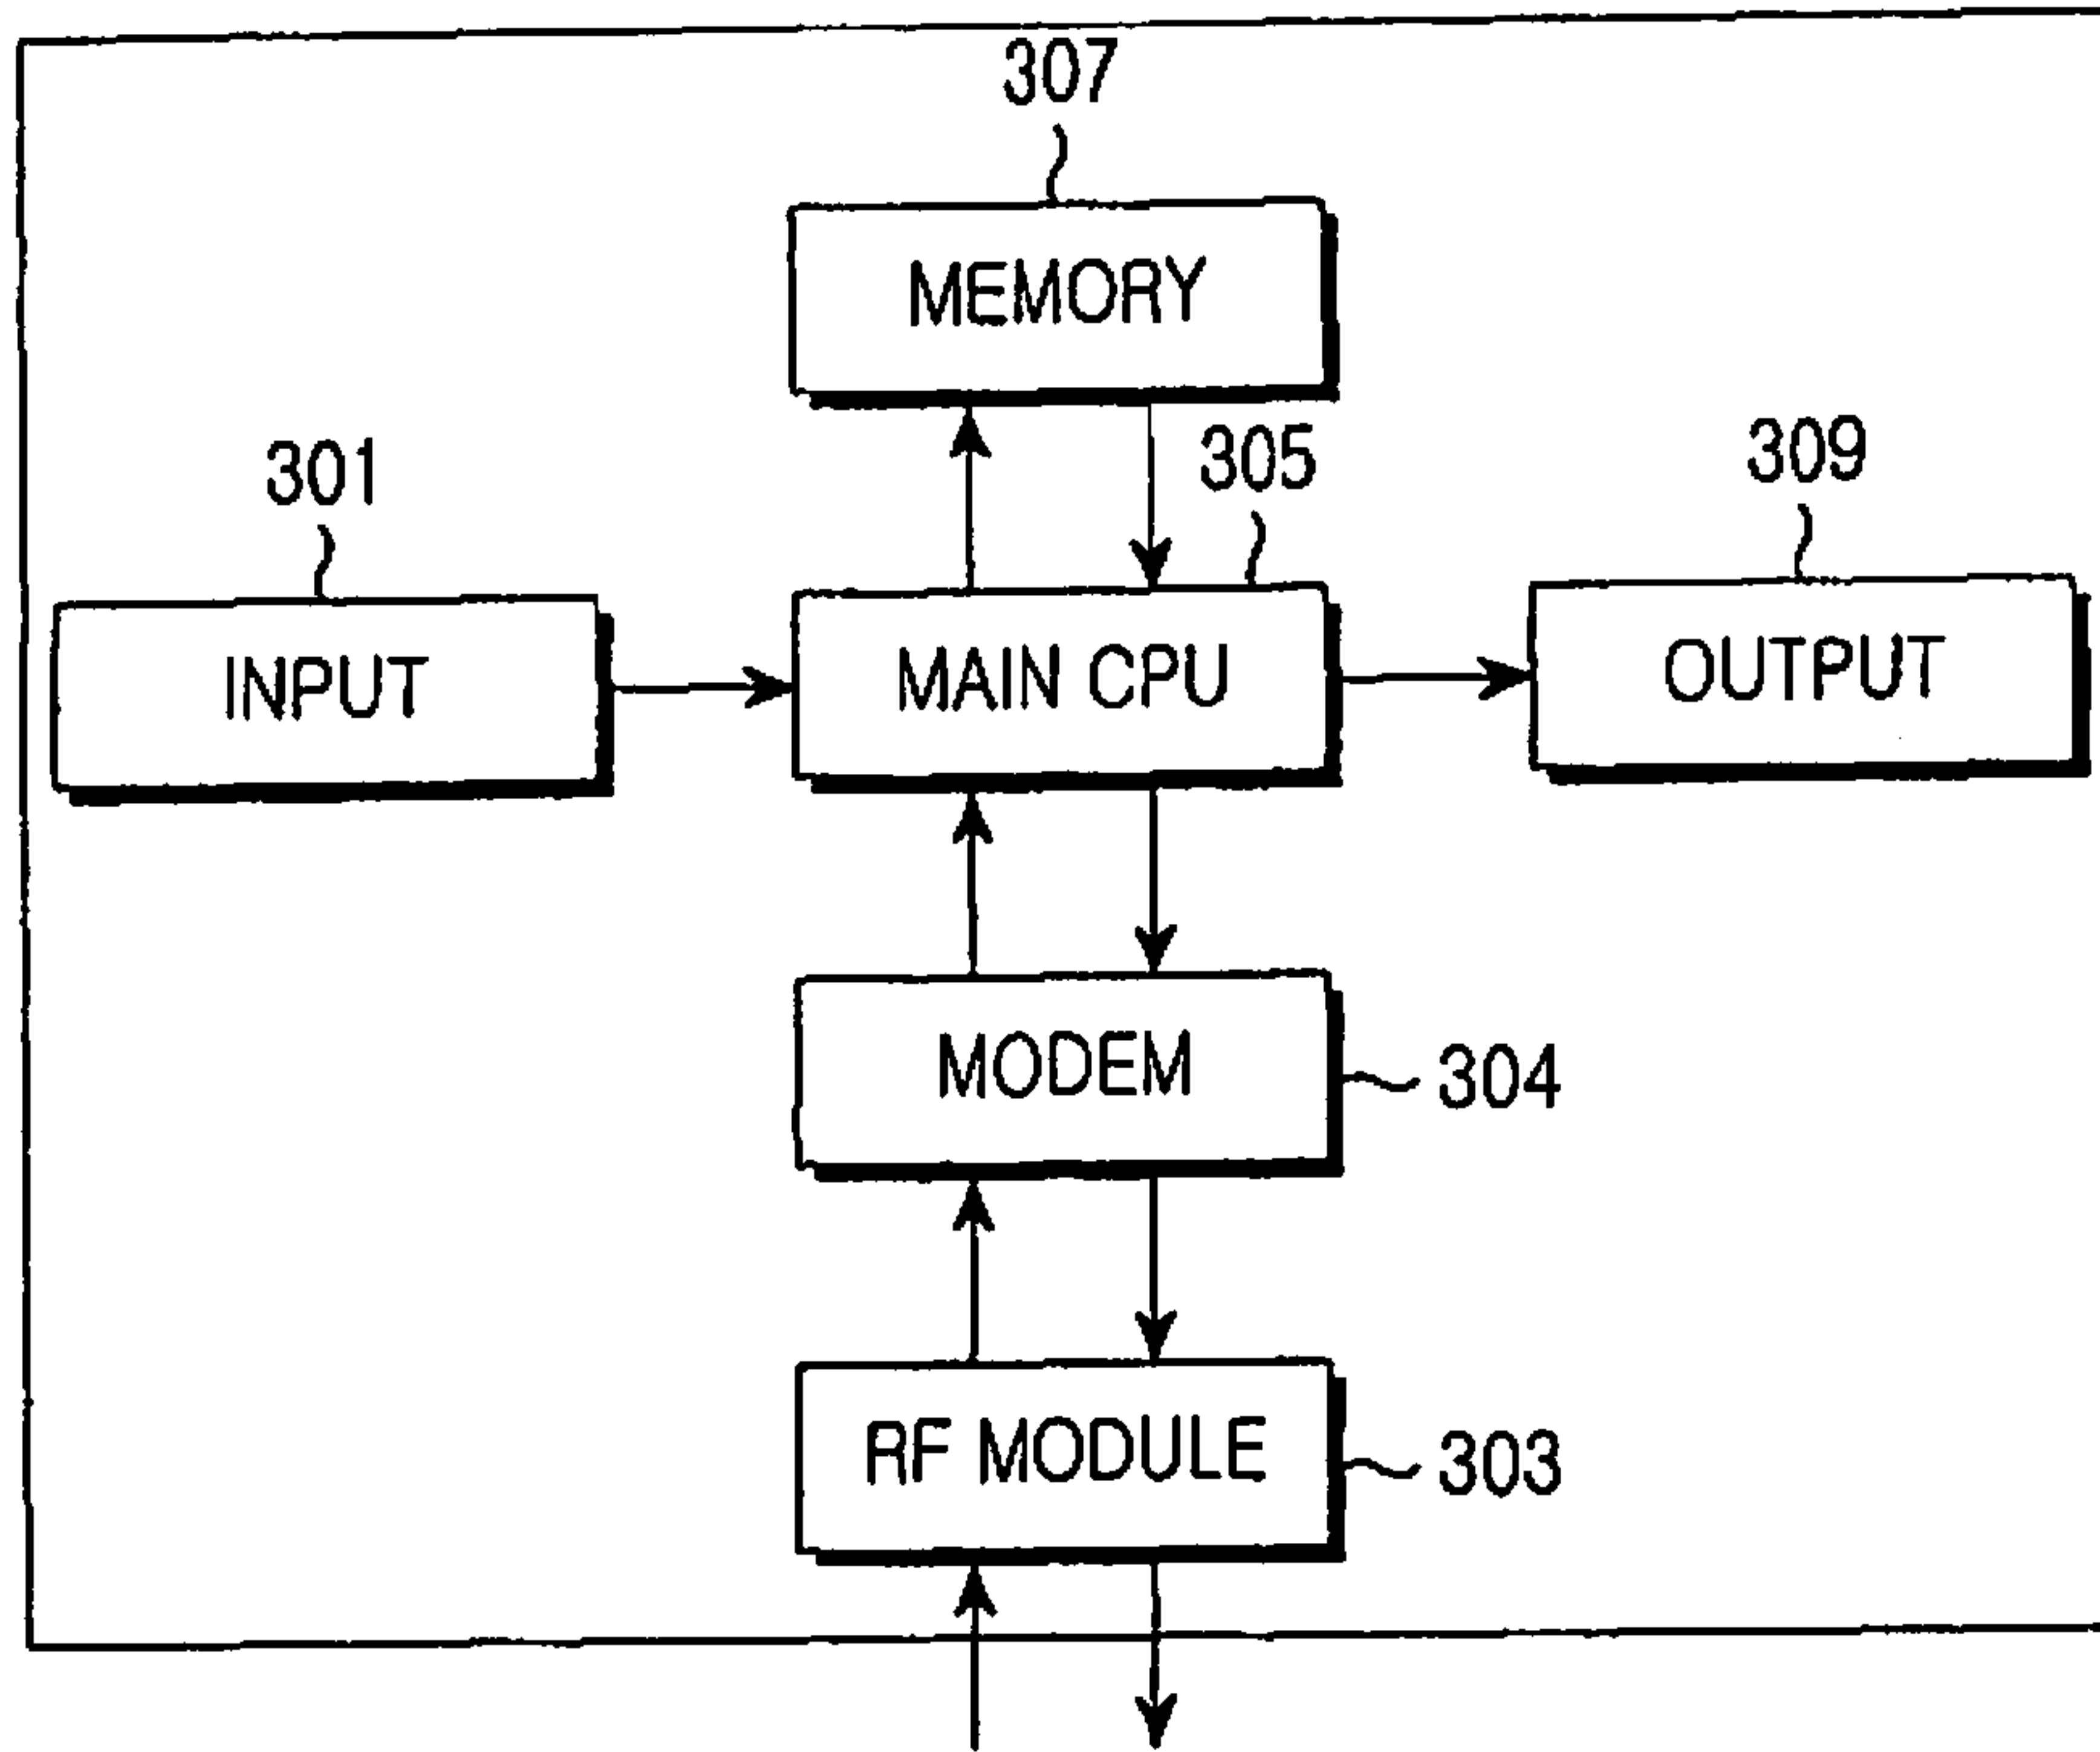 307
MEMORY
301
305
309
INPUT
MAIN CPU
OUTPUT
MODEM
304
RF MODULE
303